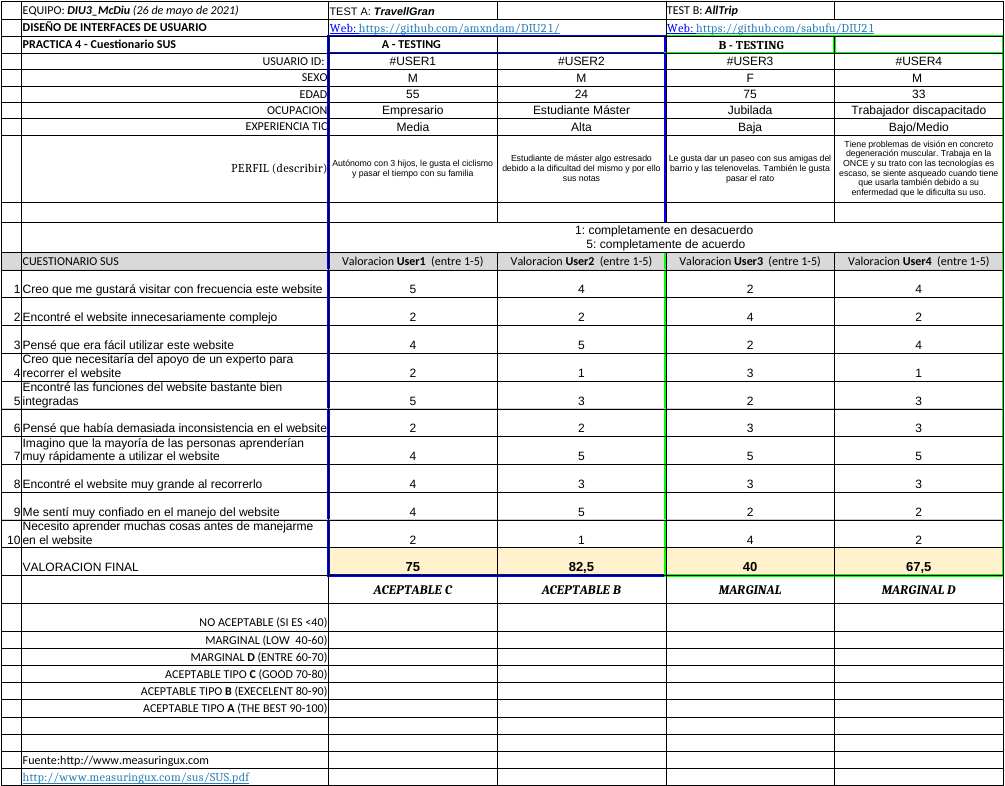 EQUIPO: DIU3_McDiu (26 de mayo de 2021) TEST A: TravellGran TEST B: AllTrip
DISEÑO DE INTERFACES DE USUARIO Web: https://github.com/amxndam/DIU21/ Web: https://github.com/sabufu/DIU21
PRACTICA 4 - Cuestionario SUS A - TESTING B - TESTING
USUARIO ID: #USER1 #USER2 #USER3 #USER4
SEXO M M F M
EDAD 55 24 75 33
OCUPACION Empresario Estudiante Máster Jubilada Trabajador discapacitado
EXPERIENCIA TIC Media Alta Baja Bajo/Medio
PERFIL (describir)
Autónomo con 3 hijos, le gusta el ciclismo
y pasar el tiempo con su familia
Estudiante de máster algo estresado
debido a la dificultad del mismo y por ello
sus notas
Le gusta dar un paseo con sus amigas del
barrio y las telenovelas. También le gusta
pasar el rato
Tiene problemas de visión en concreto
degeneración muscular. Trabaja en la
ONCE y su trato con las tecnologías es
escaso, se siente asqueado cuando tiene
que usarla también debido a su
enfermedad que le dificulta su uso.
1: completamente en desacuerdo
5: completamente de acuerdo
CUESTIONARIO SUS Valoracion User1 (entre 1-5) Valoracion User2 (entre 1-5) Valoracion User3 (entre 1-5) Valoracion User4 (entre 1-5)
1 Creo que me gustará visitar con frecuencia este website 5 4 2 4
2 Encontré el website innecesariamente complejo 2 2 4 2
3 Pensé que era fácil utilizar este website 4 5 2 4
Creo que necesitaría del apoyo de un experto para
4 recorrer el website 2 1 3 1
Encontré las funciones del website bastante bien
5 integradas 5 3 2 3
6 Pensé que había demasiada inconsistencia en el website 2 2 3 3
Imagino que la mayoría de las personas aprenderían
7 muy rápidamente a utilizar el website 4 5 5 5
8 Encontré el website muy grande al recorrerlo 4 3 5 3
9 Me sentí muy confiado en el manejo del website 4 5 2 2
Necesito aprender muchas cosas antes de manejarme
10 en el website 2 1 4 2
VALORACION FINAL 75 82,5 40 67,5
ACEPTABLE C ACEPTABLE B MARGINAL MARGINAL D
NO ACEPTABLE (SI ES <40)
MARGINAL (LOW 40-60)
MARGINAL D (ENTRE 60-70)
ACEPTABLE TIPO C (GOOD 70-80)
ACEPTABLE TIPO B (EXECELENT 80-90)
ACEPTABLE TIPO A (THE BEST 90-100)
Fuente:http://www.measuringux.com
http://www.measuringux.com/sus/SUS.pdf